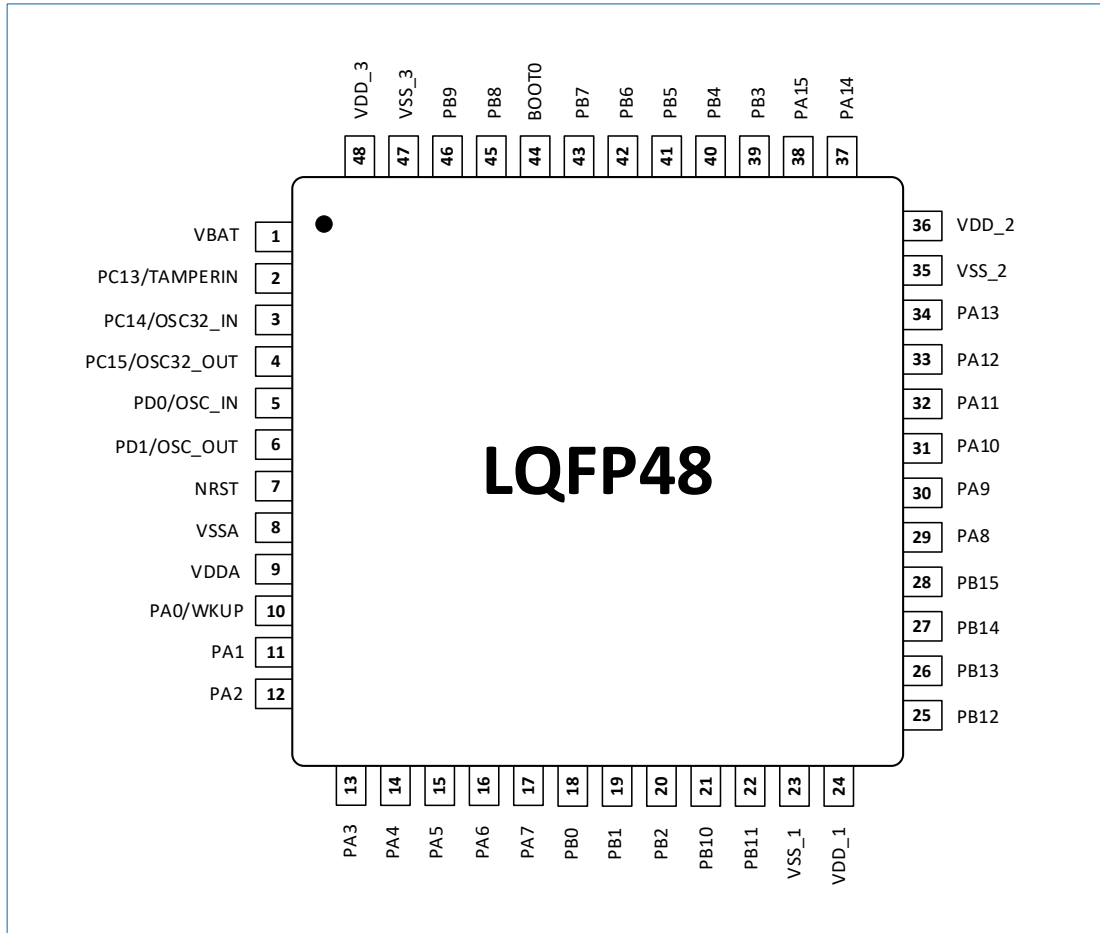 VDD_3
VSS_3
PB9
PB8
BOOT0
PB7
PB6
PB5
PB4
PB3
PA15
PA14
48
47
46
45
44
43
42
41
40
39
38
37
VBAT 1
PC13/TAMPERIN 2
PC14/OSC32_IN 3
PC15/OSC32_OUT 4
PD0/OSC_IN 5
PD1/OSC_OUT 6
NRST 7
VSSA 8
VDDA 9
PA0/WKUP 10
PA1 11
PA2 12
LQFP48
36 VDD_2
35 VSS_2
34 PA13
33 PA12
32 PA11
31 PA10
30 PA9
29 PA8
28 PB15
27 PB14
26 PB13
25 PB12
13
14
15
16
17
18
19
20
21
22
23
24
PA3
PA4
PA5
PA6
PA7
PB0
PB1
PB2
PB10
PB11
VSS_1
VDD_1